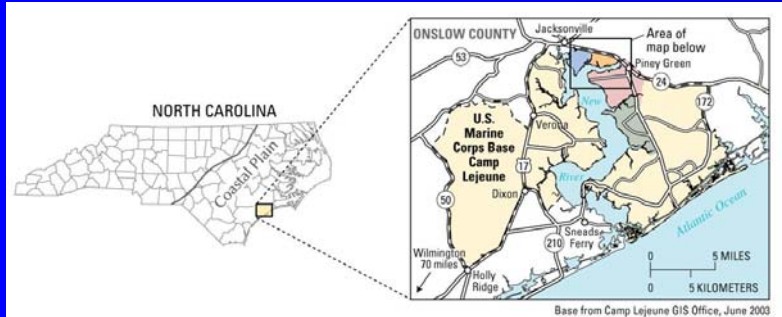 NORTH CAROLINA
Coastal Plain
ONSLOW COUNTY
Jacksonville
Area of
map below
53
Piney Green
24
172
New
U.S.
Marine
Corps Base
Camp
Lejeune
Verona
17
River
50
Dixon
Atlantic Ocean
Sneads
Ferry
210
Wilmington
70 miles
Holly
Ridge
0 5 MILES
0 5 KILOMETERS
Base from Camp Lejeune GIS Office, June 2003